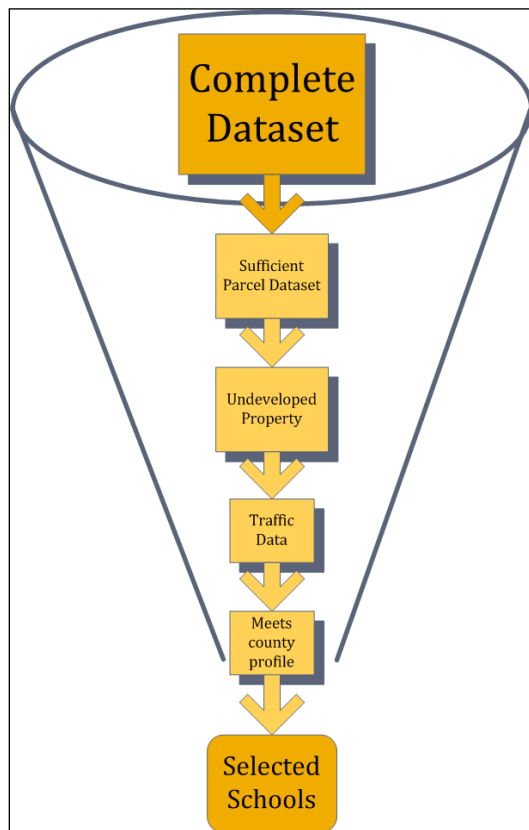 Complete
Dataset
Sufficient
Parcel Dataset
Undeveloped
Property
Traffic
Data
Meets
county
profile
Selected
Schools